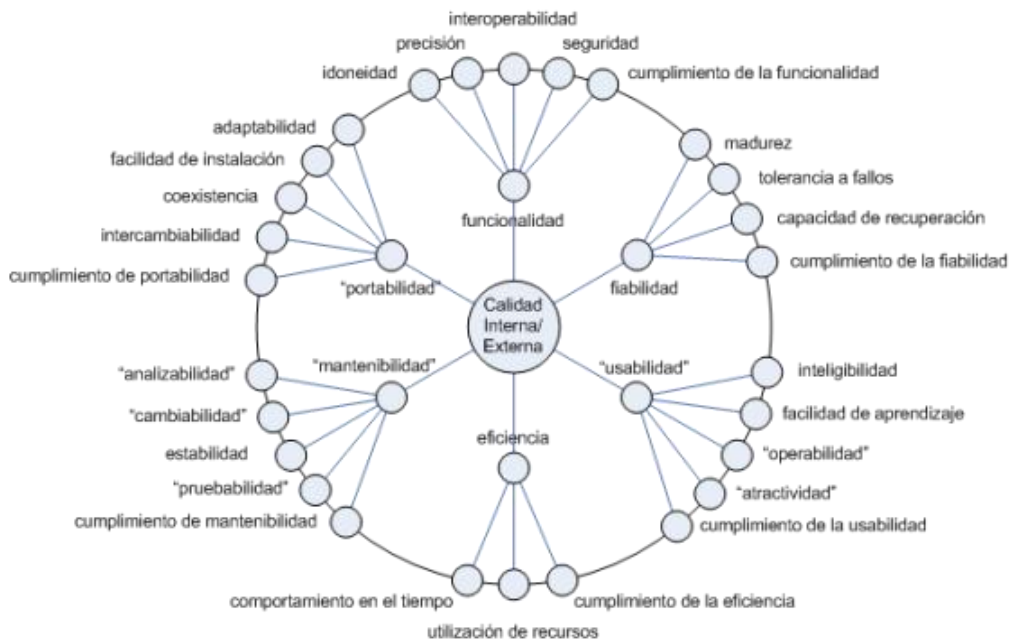 interoperabilidad
precisión
seguridad
idoneidad
cumplimiento de la funcionalidad
adaptabilidad
madurez
facilidad de instalación
tolerancia a fallos
coexistencia
capacidad de recuperación
funcionalidad
intercambiabilidad
cumplimiento de la fiabilidad
cumplimiento de portabilidad
"portabilidad"
fiabilidad
Calidad
Interna/
Externa
"mantenibilidad"
"usabilidad"
"analizabilidad"
inteligibilidad
"cambiabilidad"
facilidad de aprendizaje
eficiencia
estabilidad
"operabilidad"
"pruebabilidad"
"atractividad"
cumplimiento de mantenibilidad
cumplimiento de la usabilidad
comportamiento en el tiempo
cumplimiento de la eficiencia
utilización de recursos